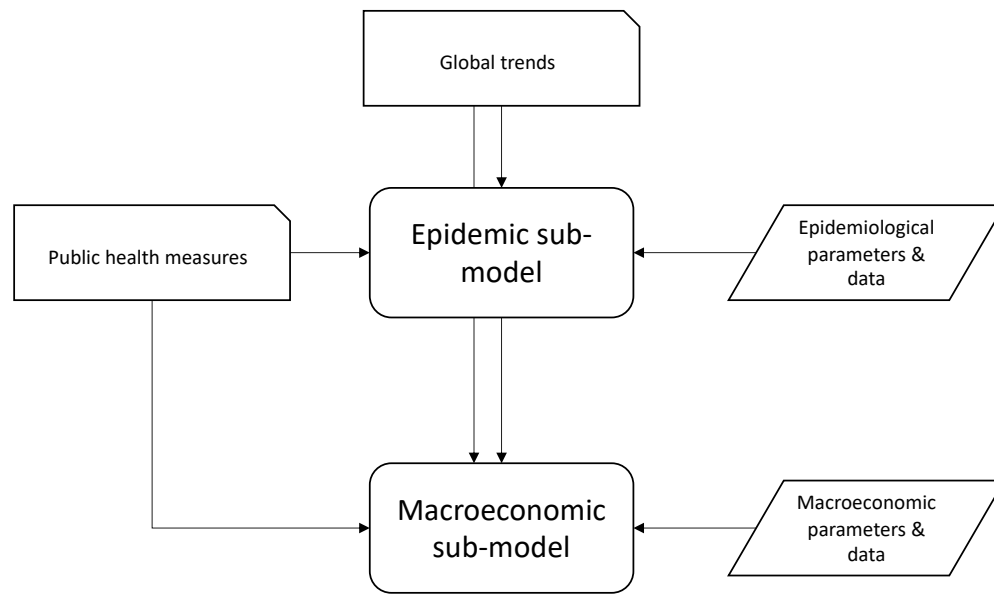 Global trends
Public health measures
Epidemic sub-
model
Epidemiological
parameters &
data
Macroeconomic
sub-model
Macroeconomic
parameters &
data